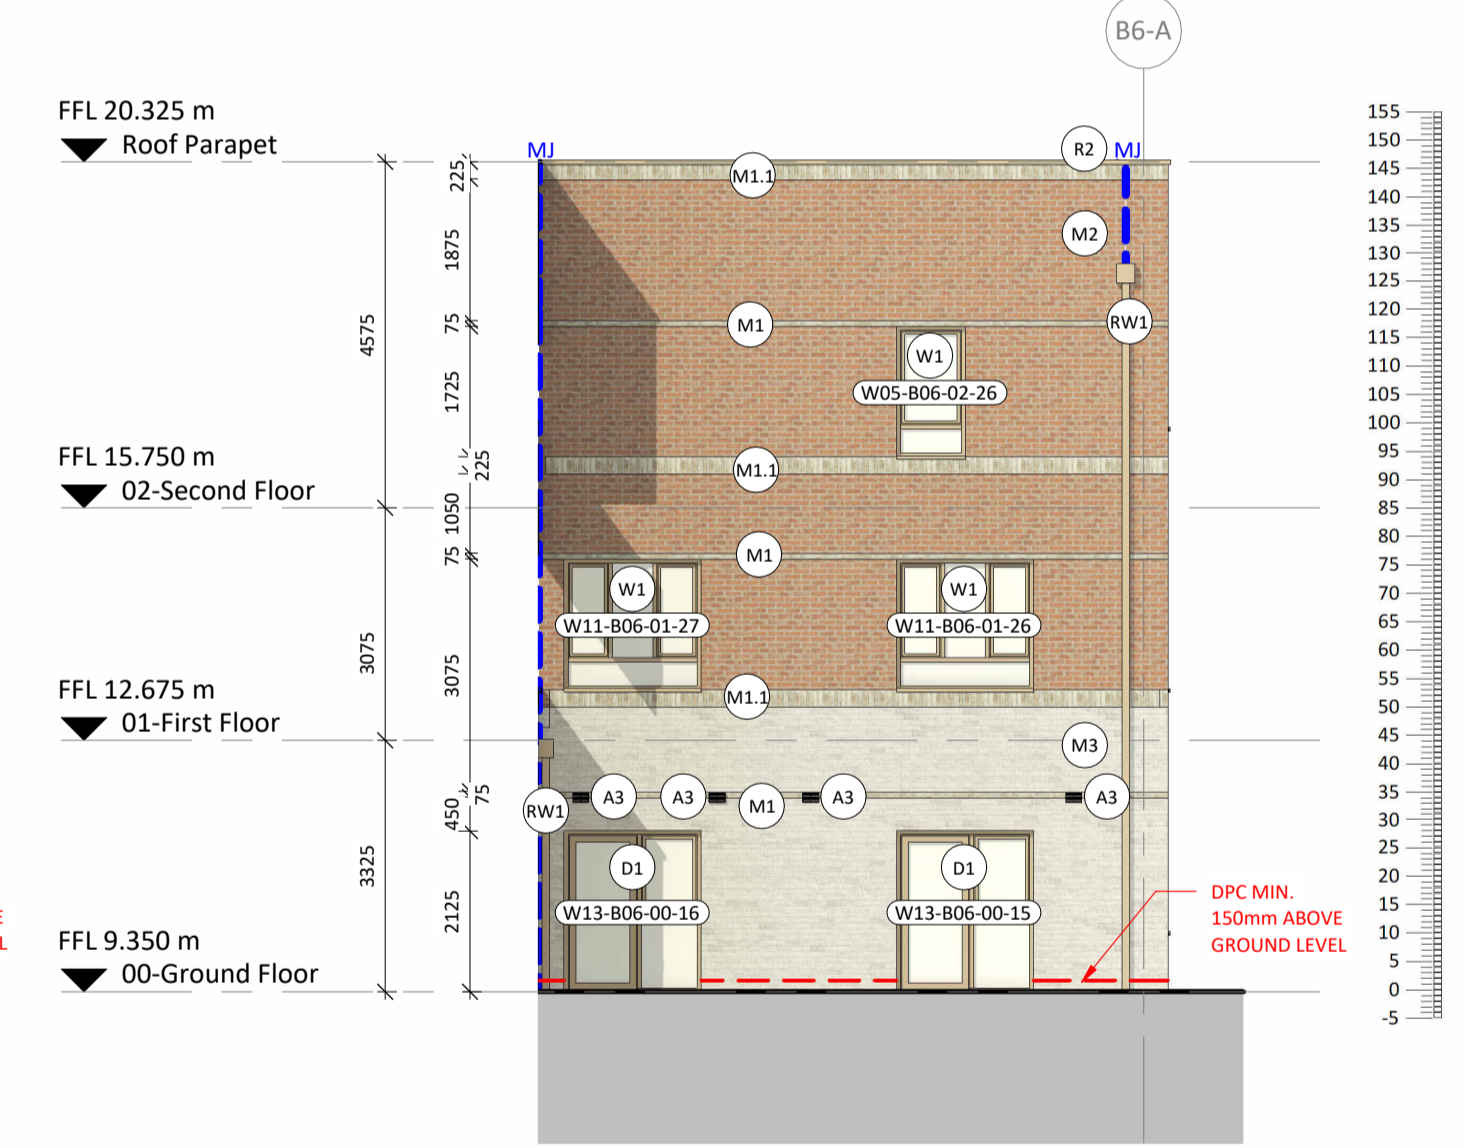 B6-A
FFL 20.325 m
Roof Parapet
MJ
R2
MJ
M1.1
M2
M1
RW1
W1
W05-B06-02-26
FFL 15.750 m
02-Second Floor
M1.1
M1
W1
W11-B06-01-27
W1
W11-B06-01-26
FFL 12.675 m
01-First Floor
M1.1
M3
RW1
A3
A3
M1
A3
A3
D1
W13-B06-00-16
D1
W13-B06-00-15
FFL 9.350 m
00-Ground Floor
DPC MIN.
150mm ABOVE
GROUND LEVEL
E
L
4575
3075
3325
225
1875
75
1725
225
1050
75
3075
75
450
2125
155
150
145
140
135
130
125
120
115
110
105
100
95
90
85
80
75
70
65
60
55
50
45
40
35
30
25
20
15
10
5
0
-5